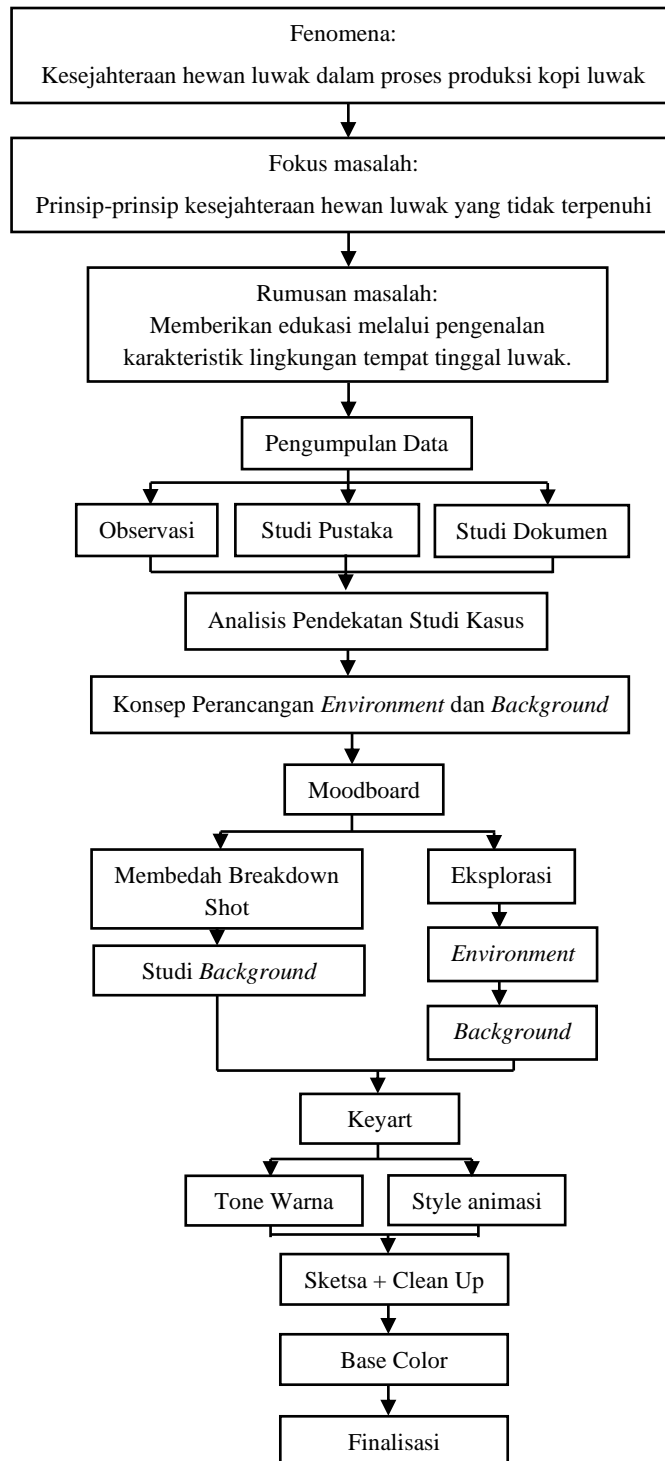 Fenomena:
Kesejahteraan hewan luwak dalam proses produksi kopi luwak
Fokus masalah:
Prinsip-prinsip kesejahteraan hewan luwak yang tidak terpenuhi
Rumusan masalah:
Memberikan edukasi melalui pengenalan
karakteristik lingkungan tempat tinggal luwak.
Pengumpulan Data
Observasi
Studi Pustaka
Studi Dokumen
Analisis Pendekatan Studi Kasus
Konsep Perancangan Environment dan Background
Moodboard
Membedah Breakdown
Shot
Studi Background
Eksplorasi
Environment
Background
Keyart
Tone Warna
Style animasi
Sketsa + Clean Up
Base Color
Finalisasi